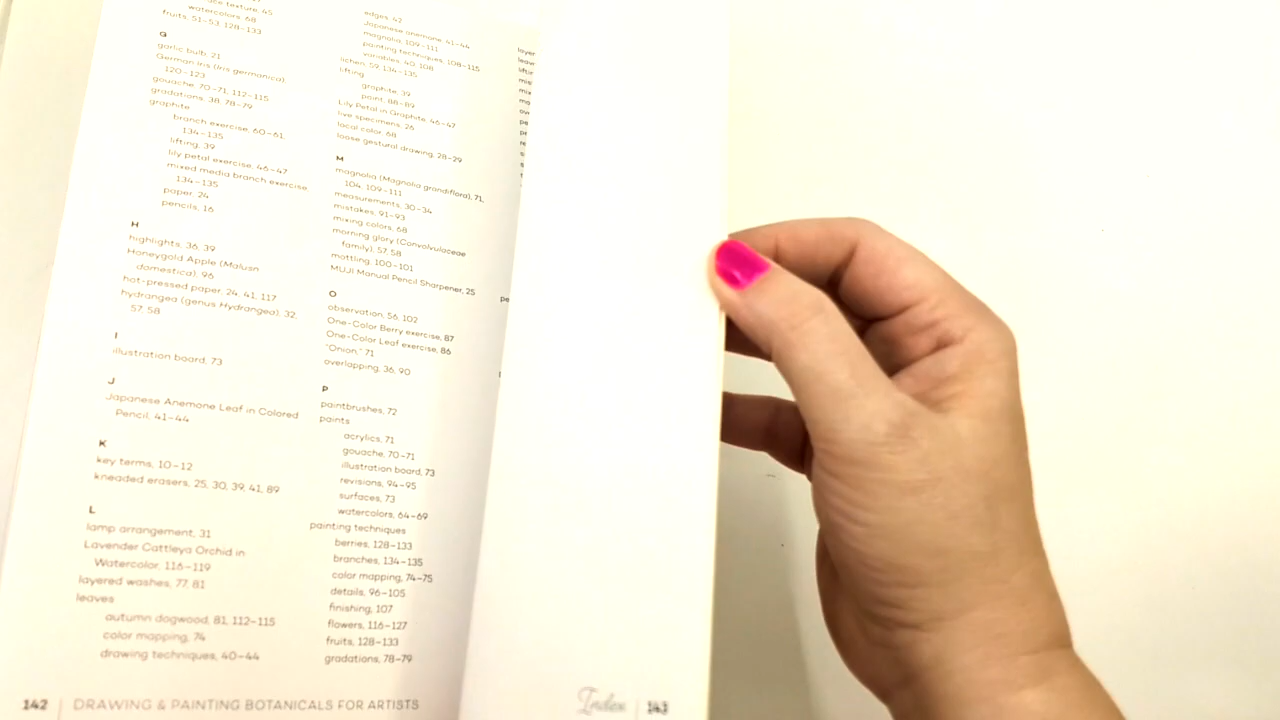 texture, 45
watercolors, 68
fruits, 51–53, 128–133
G
garlic bulb, 21
German Iris (Iris germanica)
120–123
gouache, 70–71, 112–115
gradations, 38, 78–79
graphite
branch exercise, 60–61,
134–135
lifting, 39
lily petal exercise, 46–47
mixed media branch exercise
134–135
paper, 24
pencils, 16
H
highlights, 36, 39
Honeygold Apple (Malusn
domestica), 96
hot-pressed paper, 24, 41, 117
hydrangea (genus Hydrangea), 32,
57, 58
I
illustration board, 73
J
Japanese Anemone Leaf in Colored
Pencil, 41–44
K
key terms, 10–12
kneaded erasers, 25, 30, 39, 41, 89
L
lamp arrangement, 31
Lavender Cattleya Orchid in
Watercolor, 116–119
layered washes, 77, 81
leaves
autumn dogwood, 81, 112–115
color mapping, 74
drawing techniques, 40–44
edges, 42
Japanese anemone, 41–44
magnolia, 109–111
painting techniques, 108–115
variables, 40, 108
lichen, 59, 134–135
lifting
graphite, 39
paint, 88–89
Lily Petal in Graphite, 46–47
live specimens, 26
local color, 68
loose gestural drawing, 28–29
M
magnolia (Magnolia grandiflora), 71,
104, 109–111
measurements, 30–34
mistakes, 91–93
mixing colors, 68
morning glory (Convolvulaceae
family), 57, 58
mottling, 100–101
MUJI Manual Pencil Sharpener, 25
O
observation, 56, 102
One-Color Berry exercise, 87
One-Color Leaf exercise, 86
"Onion," 71
overlapping, 36, 90
P
paintbrushes, 72
paints
acrylics, 71
gouache, 70–71
illustration board, 73
revisions, 94–95
surfaces, 73
watercolors, 64–69
painting techniques
berries, 128–133
branches, 134–135
color mapping, 74–75
details, 96–105
finishing, 107
flowers, 116–127
fruits, 128–133
gradations, 78–79
142 | DRAWING & PAINTING BOTANICALS FOR ARTISTS
Index | 143